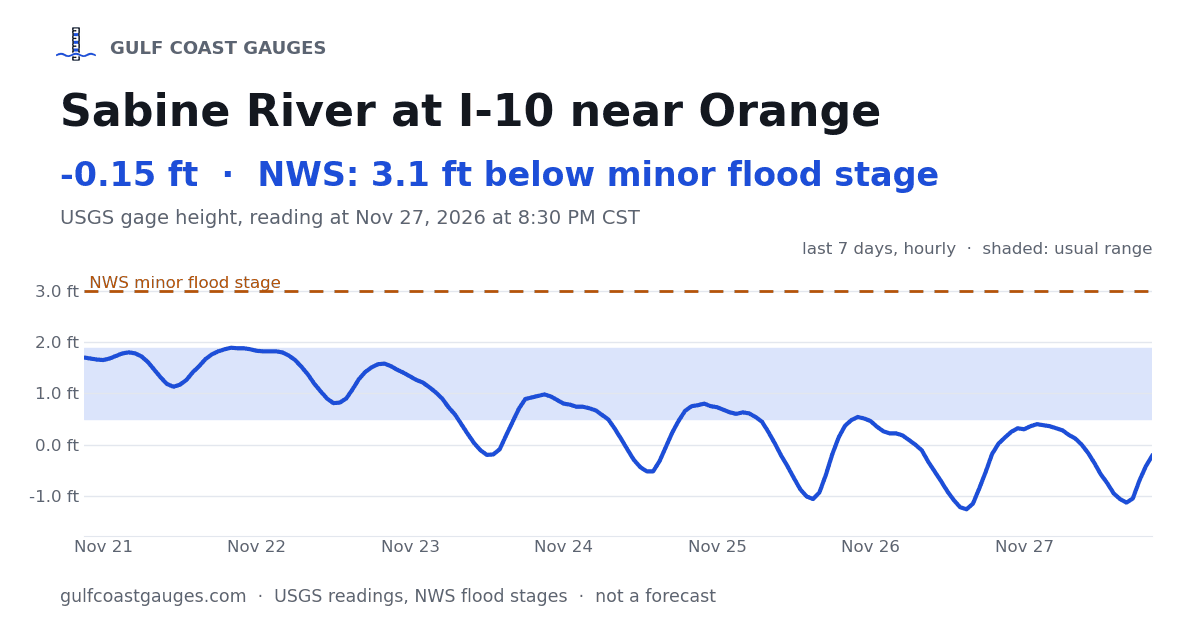 GULF COAST GAUGES
Sabine River at I-10 near Orange
-0.15 ft · NWS: 3.1 ft below minor flood stage
USGS gage height, reading at Nov 27, 2026 at 8:30 PM CST
last 7 days, hourly · shaded: usual range
NWS minor flood stage
3.0 ft
2.0 ft
1.0 ft
0.0 ft
-1.0 ft
Nov 21 Nov 22 Nov 23 Nov 24 Nov 25 Nov 26 Nov 27
gulfcoastgauges.com · USGS readings, NWS flood stages · not a forecast